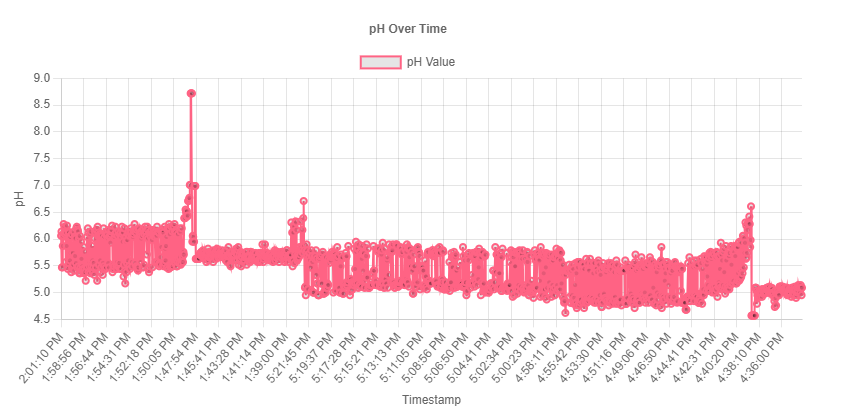 pH Over Time
pH Value
9.0
8.5
8.0
7.5
7.0
6.5
6.0
5.5
5.0
4.5
pH
2:01:10 PM
1:58:56 PM
1:56:44 PM
1:54:31 PM
1:52:18 PM
1:50:05 PM
1:47:54 PM
1:45:41 PM
1:43:28 PM
1:41:14 PM
1:39:00 PM
5:21:45 PM
5:19:37 PM
5:17:28 PM
5:15:21 PM
5:13:13 PM
5:11:05 PM
5:08:56 PM
5:06:50 PM
5:04:41 PM
5:02:34 PM
5:00:23 PM
4:58:11 PM
4:55:42 PM
4:53:30 PM
4:51:16 PM
4:49:06 PM
4:46:50 PM
4:44:41 PM
4:42:31 PM
4:40:20 PM
4:38:10 PM
4:36:00 PM
Timestamp